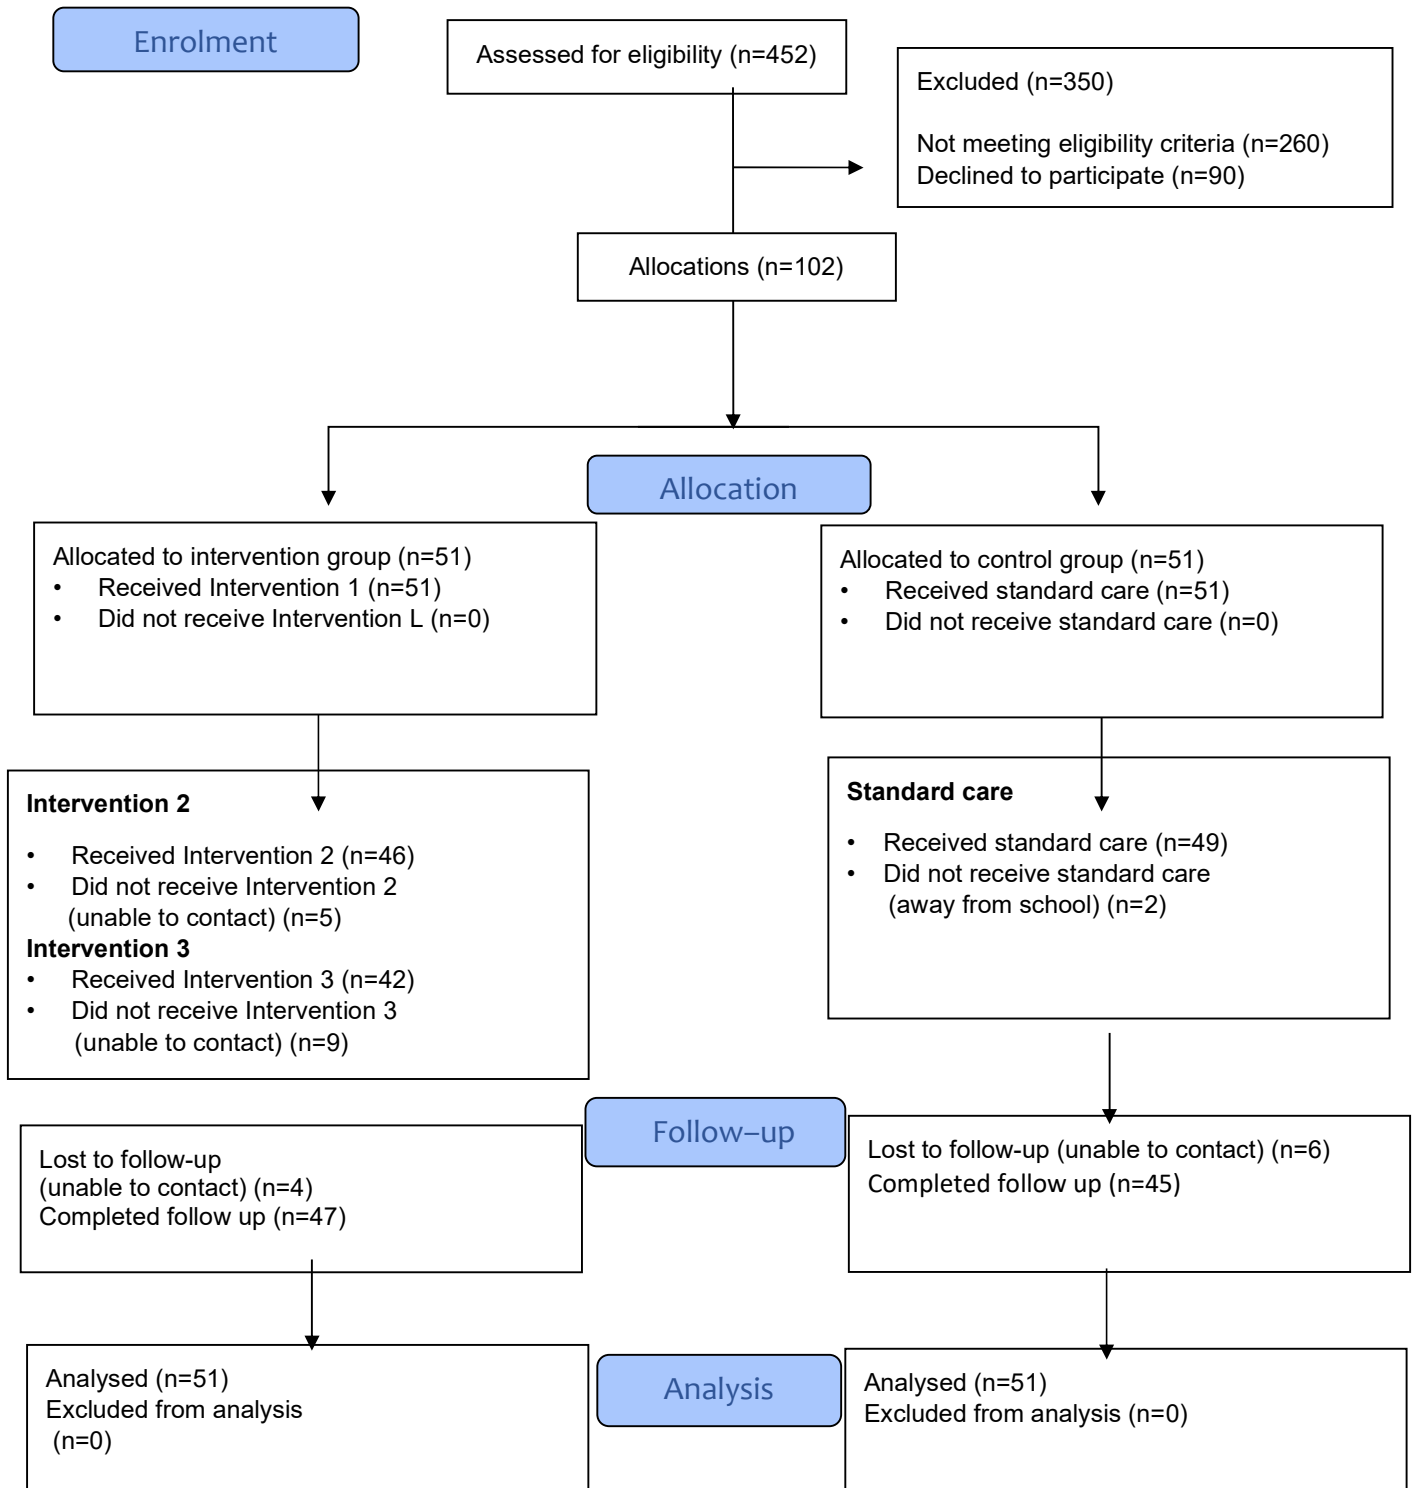 Enrolment
Assessed for eligibility (n=452)
Excluded (n=350)
Not meeting eligibility criteria (n=260)
Declined to participate (n=90)
Allocations (n=102)
Allocation
Allocated to intervention group (n=51)
• Received Intervention 1 (n=51)
• Did not receive Intervention L (n=0)
Allocated to control group (n=51)
• Received standard care (n=51)
• Did not receive standard care (n=0)
Intervention 2
• Received Intervention 2 (n=46)
• Did not receive Intervention 2
(unable to contact) (n=5)
Intervention 3
• Received Intervention 3 (n=42)
• Did not receive Intervention 3
(unable to contact) (n=9)
Standard care
• Received standard care (n=49)
• Did not receive standard care
(away from school) (n=2)
Follow–up
Lost to follow-up
(unable to contact) (n=4)
Completed follow up (n=47)
Lost to follow-up (unable to contact) (n=6)
Completed follow up (n=45)
Analysis
Analysed (n=51)
Excluded from analysis
(n=0)
Analysed (n=51)
Excluded from analysis (n=0)